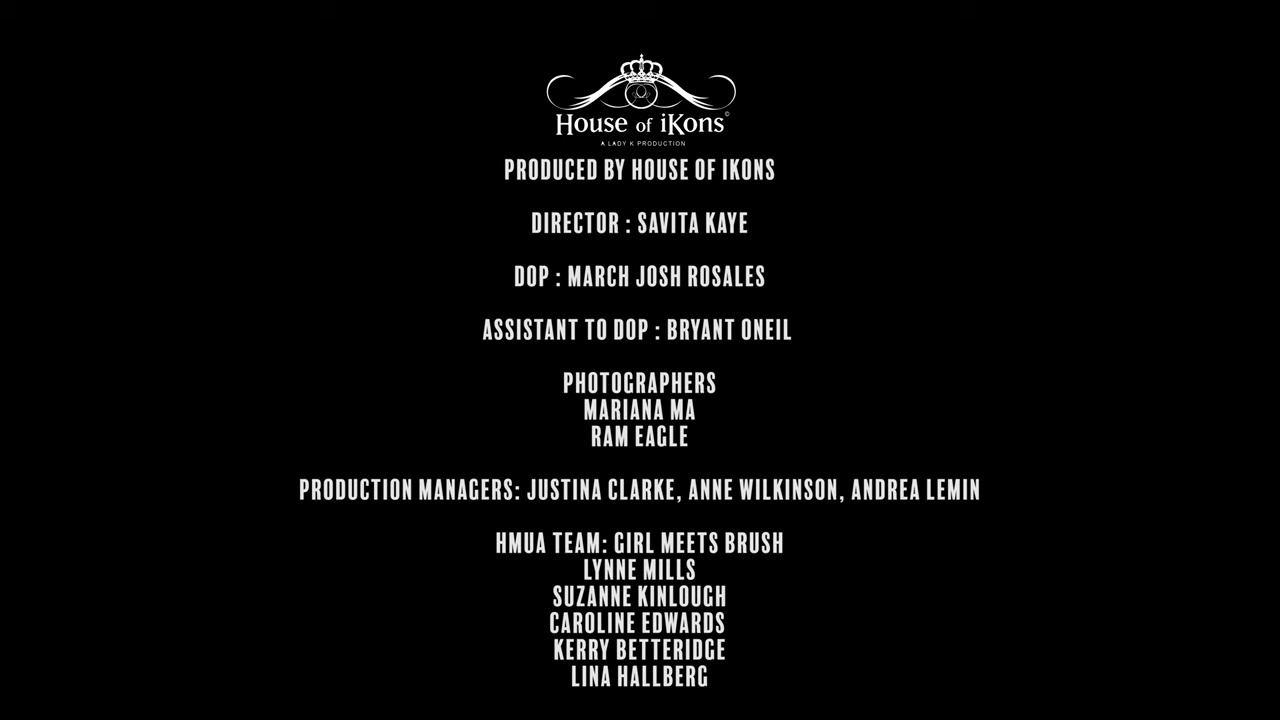 House of iKons
©
A LADY K PRODUCTION
PRODUCED BY HOUSE OF IKONS
DIRECTOR : SAVITA KAYE
DOP : MARCH JOSH ROSALES
ASSISTANT TO DOP : BRYANT ONEIL
PHOTOGRAPHERS
MARIANA MA
RAM EAGLE
PRODUCTION MANAGERS: JUSTINA CLARKE, ANNE WILKINSON, ANDREA LEMIN
HMUA TEAM: GIRL MEETS BRUSH
LYNNE MILLS
SUZANNE KINLOUGH
CAROLINE EDWARDS
KERRY BETTERIDGE
LINA HALLBERG